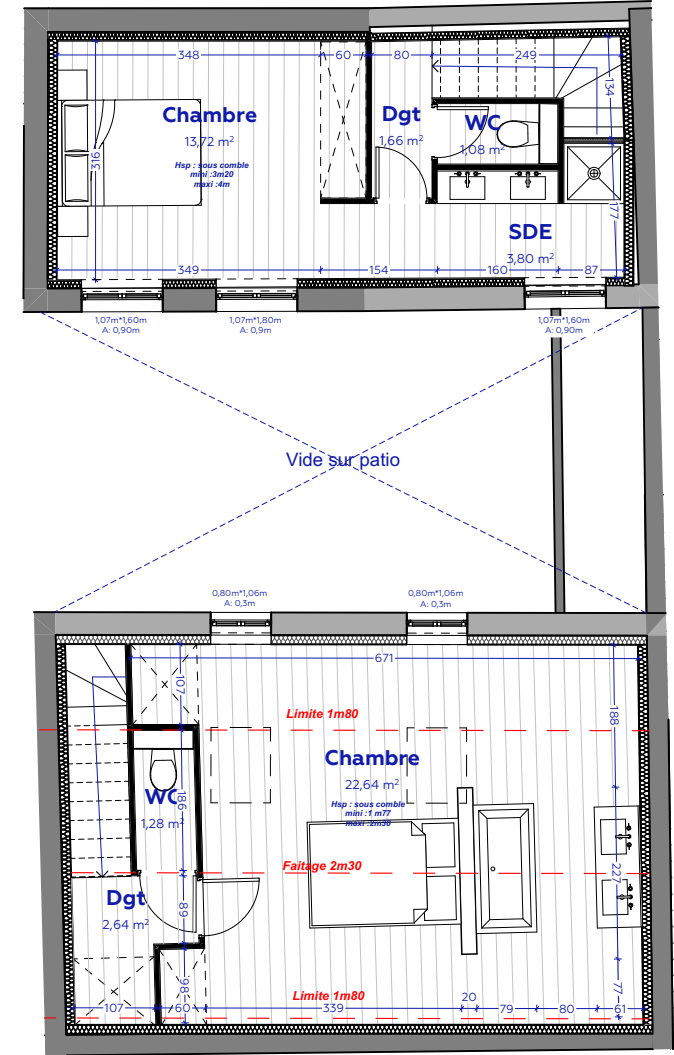 348
60
80
249
134
Chambre
13,72 m²
Hsp : sous comble
mini :3m20
maxi :4m
316
Dgt
1,66 m²
WC
1,08 m²
177
SDE
3,80 m²
349
154
160
87
1,07m*1,60m
A: 0,90m
1,07m*1,80m
A: 0,9m
1,07m*1,60m
A: 0,90m
Vide sur patio
0,80m*1,06m
A: 0,3m
0,80m*1,06m
A: 0,3m
671
107
188
Limite 1m80
Chambre
22,64 m²
Hsp : sous comble
mini :1 m77
maxi :2m30
WC
186
1,28 m²
Faîtage 2m30
227
Dgt
2,64 m²
89
98
77
Limite 1m80
107
60
339
20
79
80
61